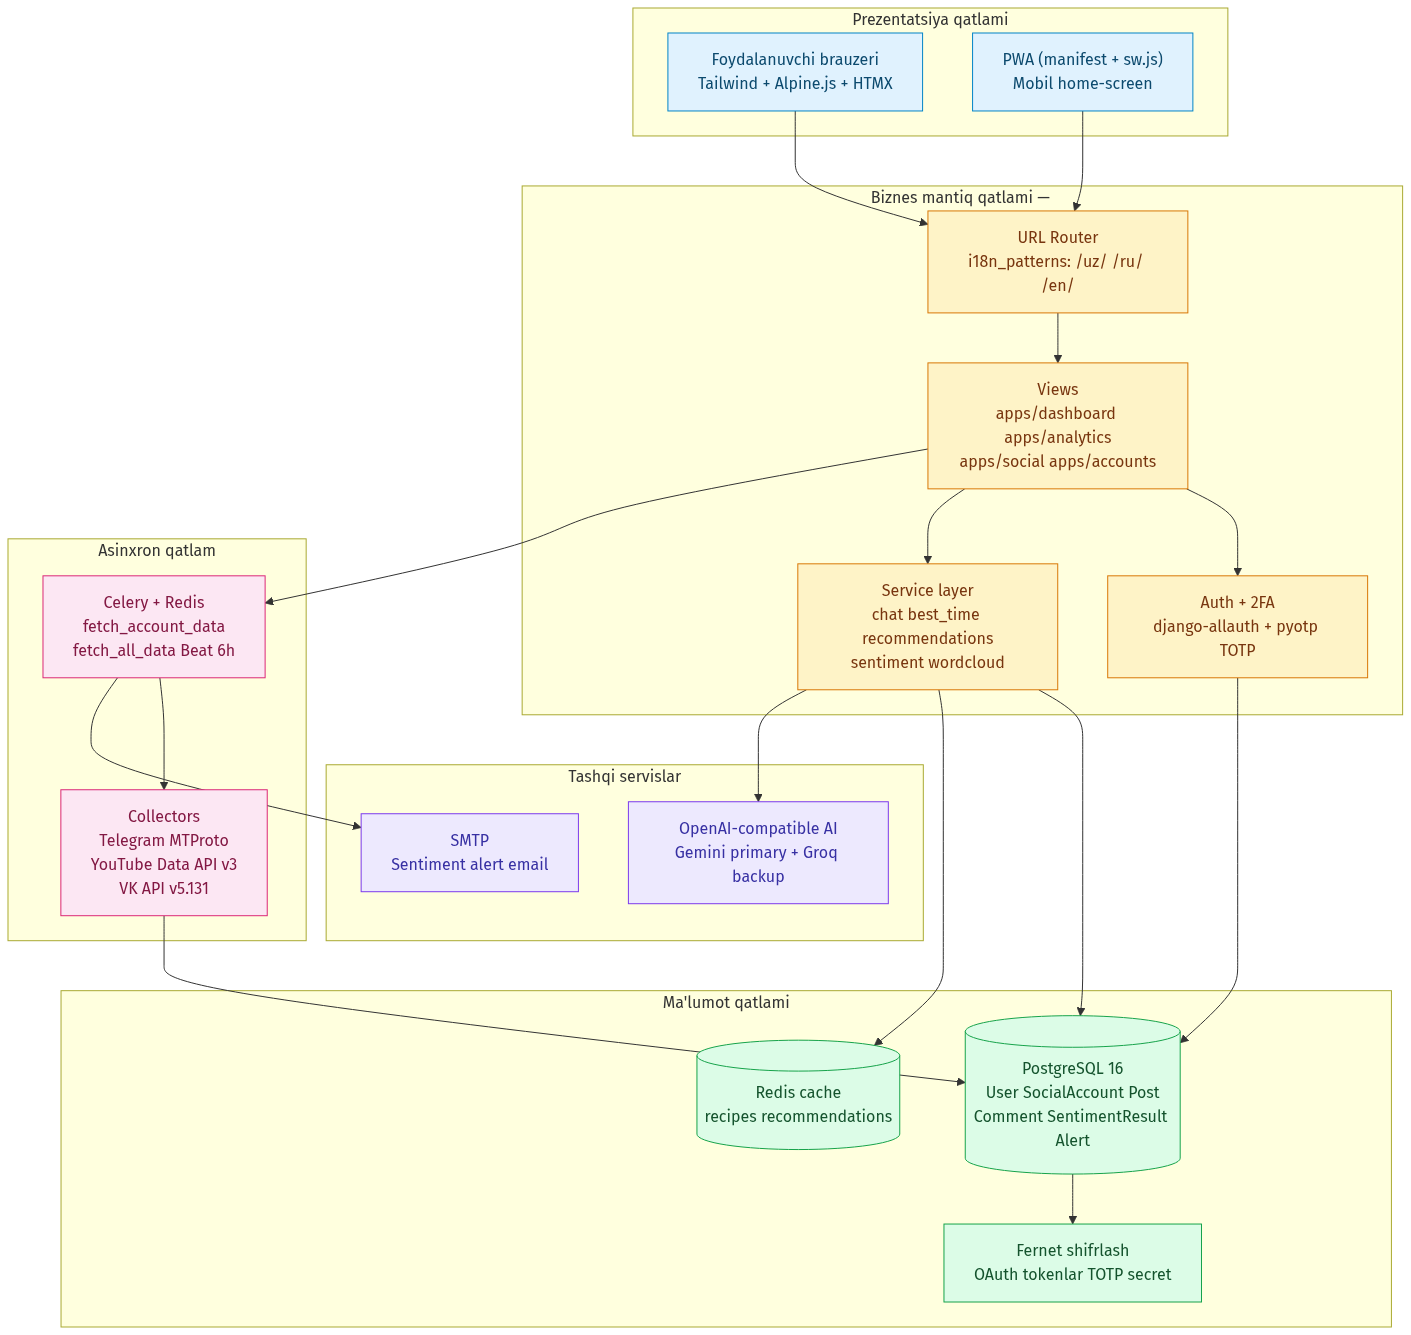 Prezentatsiya qatlami
Foydalanuvchi brauzeri
Tailwind + Alpine.js + HTMX
PWA (manifest + sw.js)
Mobil home-screen
Biznes mantiq qatlami —
URL Router
i18n_patterns: /uz/ /ru/
/en/
Views
apps/dashboard
apps/analytics
apps/social apps/accounts
Asinxron qatlam
Celery + Redis
fetch_account_data
fetch_all_data Beat 6h
Service layer
chat best_time
recommendations
sentiment wordcloud
Auth + 2FA
django-allauth + pyotp
TOTP
Collectors
Telegram MTProto
YouTube Data API v3
VK API v5.131
Tashqi servislar
SMTP
Sentiment alert email
OpenAI-compatible AI
Gemini primary + Groq
backup
Ma'lumot qatlami
Redis cache
recipes recommendations
PostgreSQL 16
User SocialAccount Post
Comment SentimentResult
Alert
Fernet shifrlash
OAuth tokenlar TOTP secret